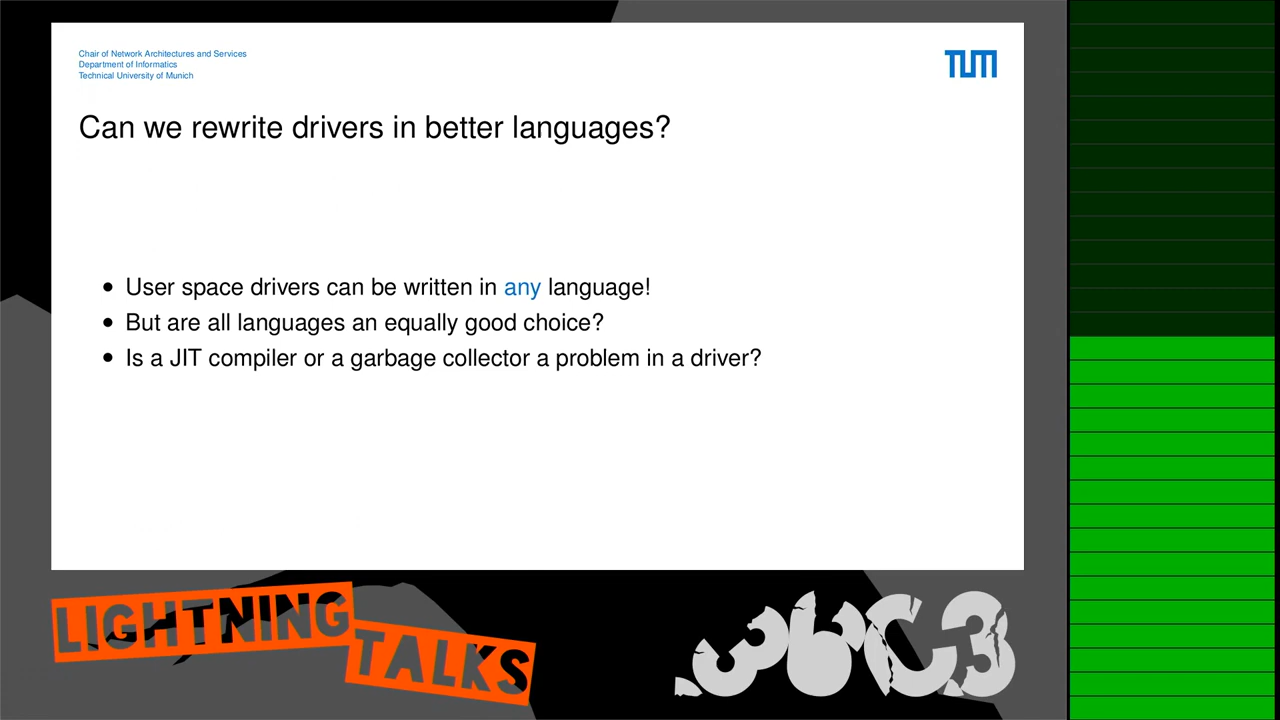 Chair of Network Architectures and Services
Department of Informatics
Technical University of Munich
TUM
Can we rewrite drivers in better languages?
User space drivers can be written in any language!
But are all languages an equally good choice?
Is a JIT compiler or a garbage collector a problem in a driver?
LIGHTNING
TALKS
36C3